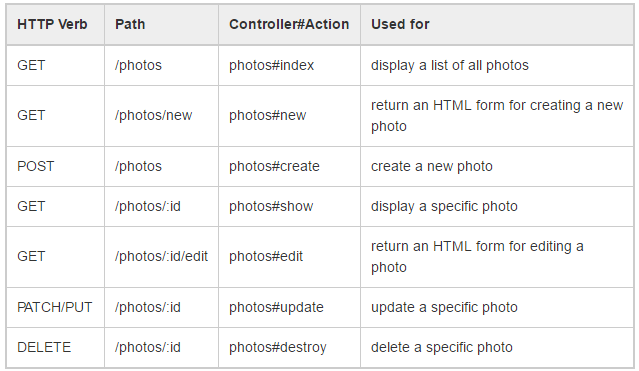 HTTP Verb Path Controller#Action Used for
GET /photos photos#index display a list of all photos
GET /photos/new photos#new return an HTML form for creating a new
photo
POST /photos photos#create create a new photo
GET /photos/:id photos#show display a specific photo
GET /photos/:id/edit photos#edit return an HTML form for editing a
photo
PATCH/PUT /photos/:id photos#update update a specific photo
DELETE /photos/:id photos#destroy delete a specific photo